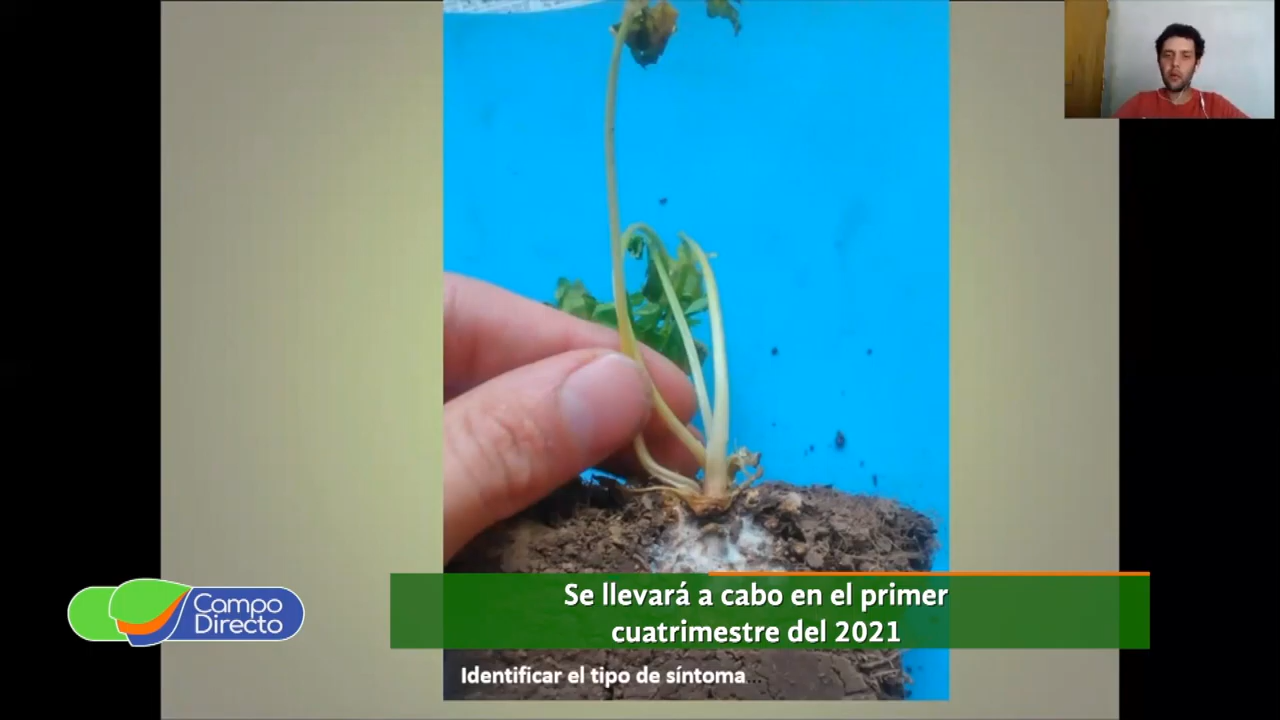 Campo
Directo
Se llevará a cabo en el primer
cuatrimestre del 2021
Identificar el tipo de síntoma...